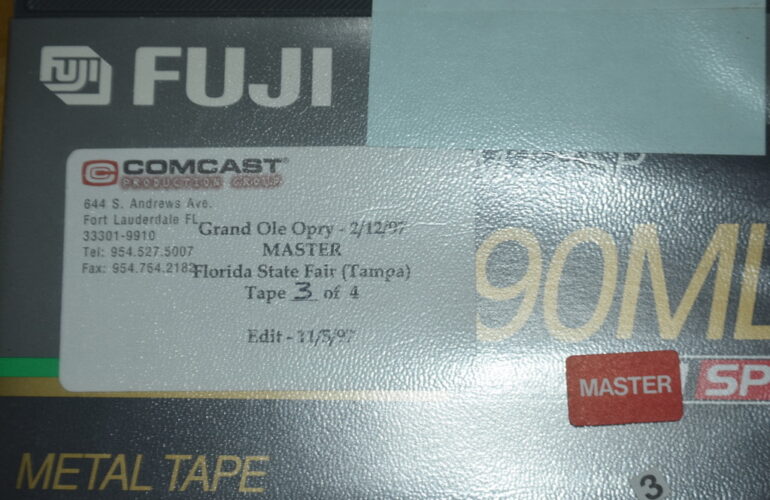 FUJI
FUJI
COMCAST®
PRODUCTION GROUP
644 S. Andrews Ave.
Fort Lauderdale FL
33301-9910
Tel: 954.527.5007
Fax: 954.764.2182
Grand Ole Opry - 2/12/97
MASTER
Florida State Fair (Tampa)
Tape 3 of 4
Edit - 11/5/97
90ML
MASTER
SP
METAL TAPE
3